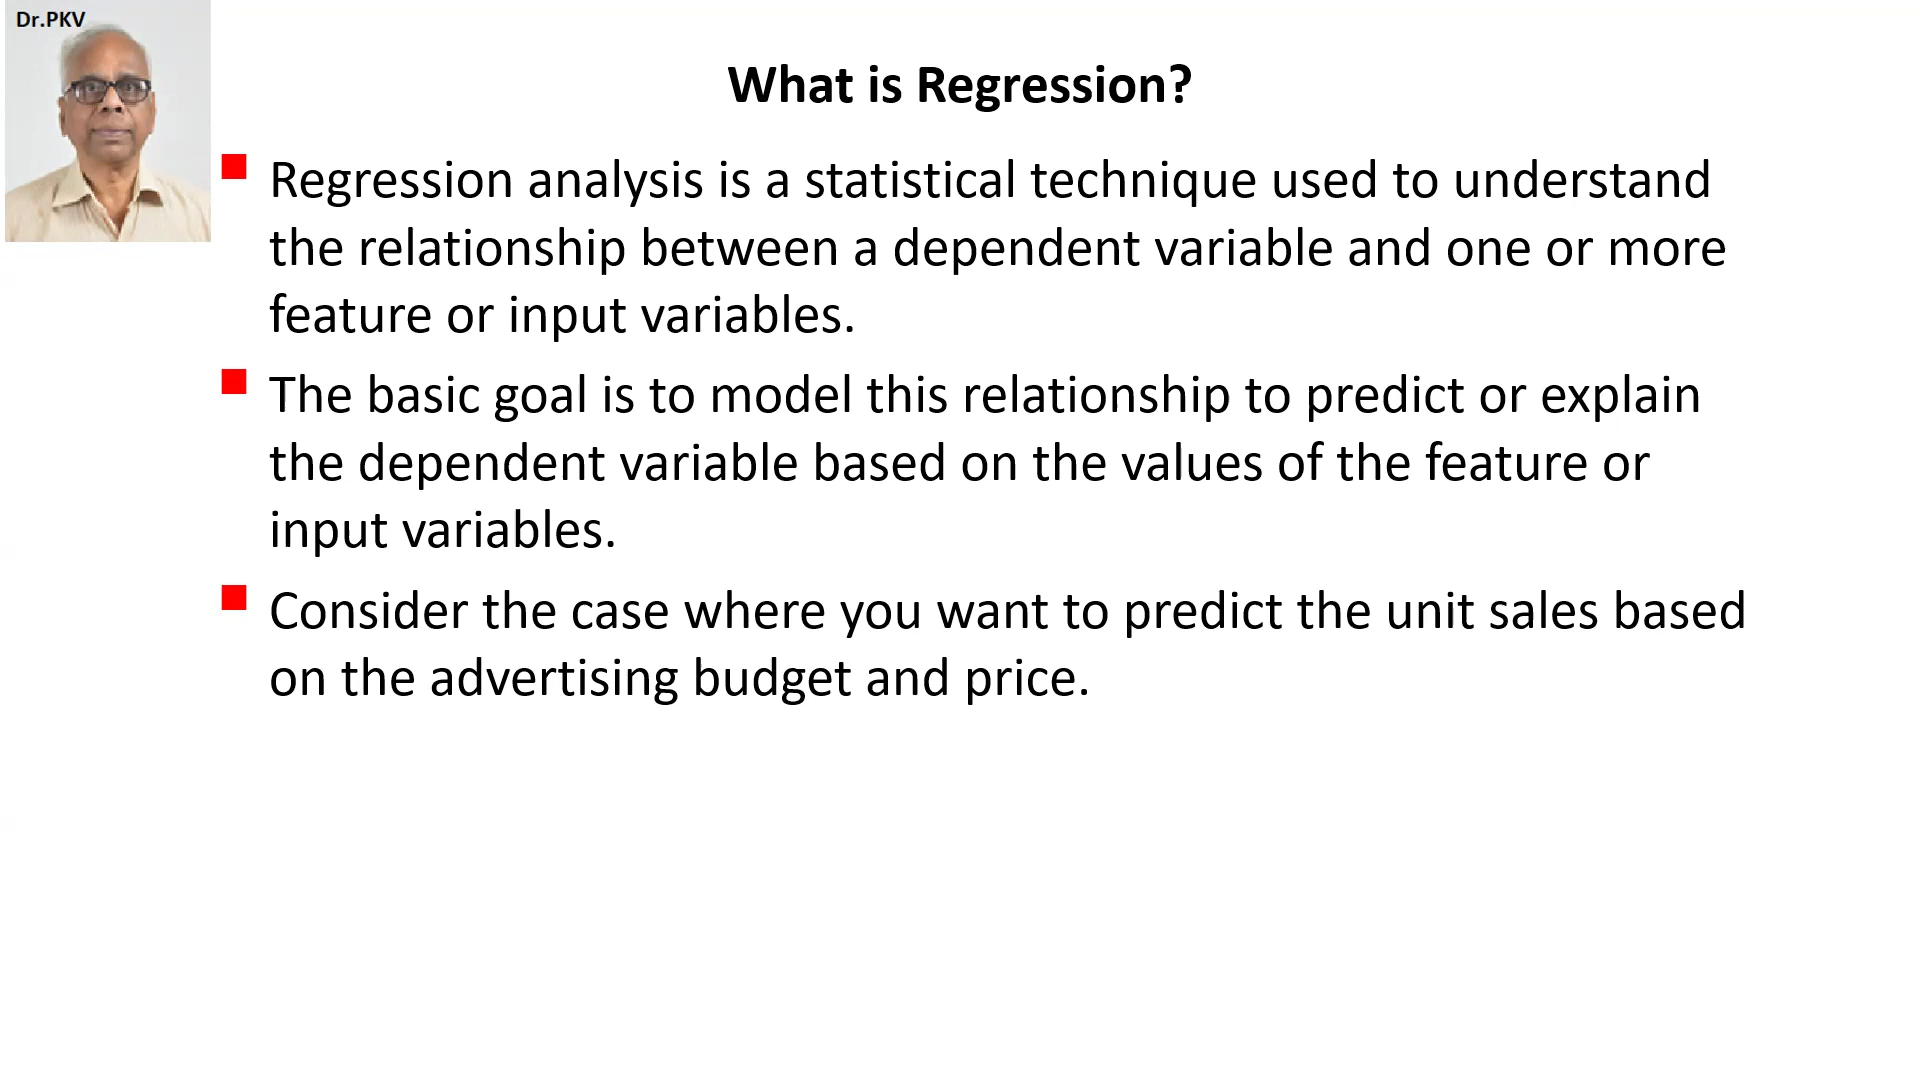 Dr.PKV
What is Regression?
Regression analysis is a statistical technique used to understand
the relationship between a dependent variable and one or more
feature or input variables.
The basic goal is to model this relationship to predict or explain
the dependent variable based on the values of the feature or
input variables.
Consider the case where you want to predict the unit sales based
on the advertising budget and price.